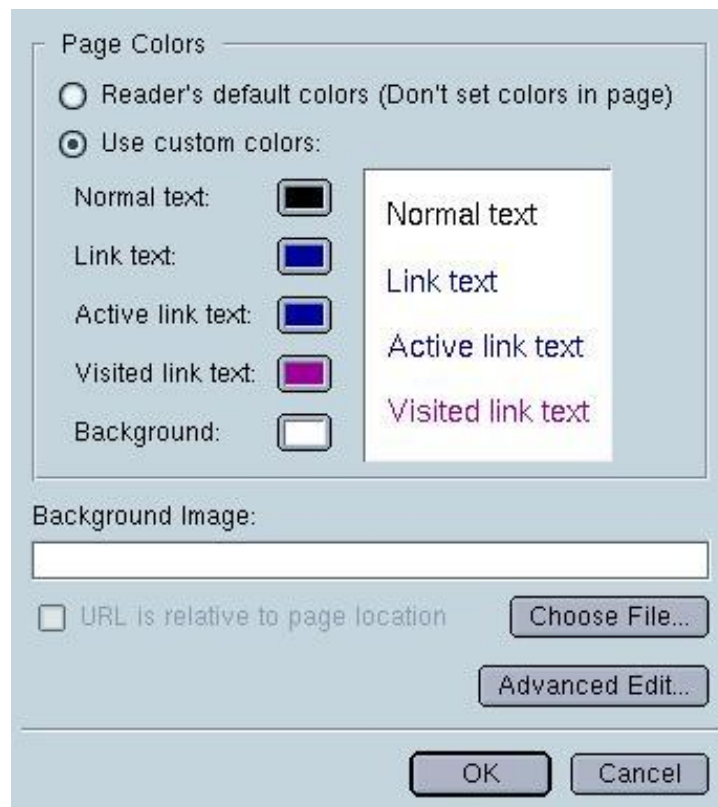 Page Colors
Reader's default colors (Don't set colors in page)
Use custom colors:
Normal text:
Link text:
Active link text:
Visited link text:
Background:
Normal text
Link text
Active link text
Visited link text
Background Image:
URL is relative to page location
Choose File...
Advanced Edit...
OK
Cancel